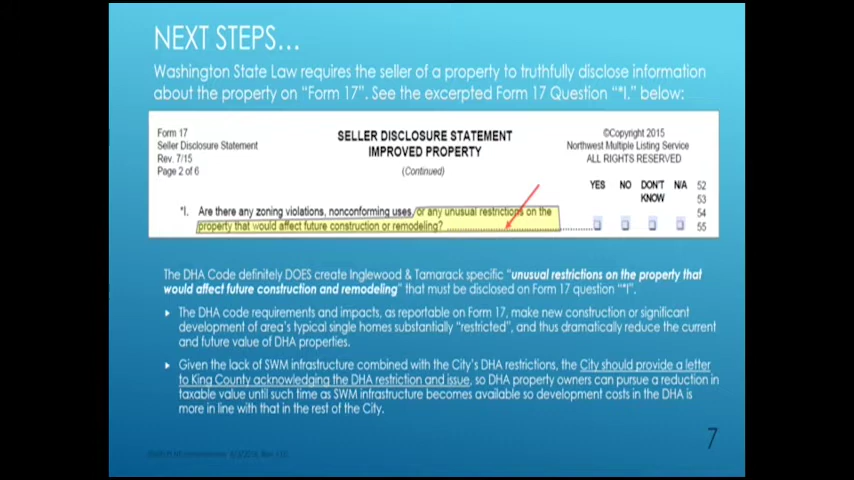 NEXT STEPS…
Washington State Law requires the seller of a property to truthfully disclose information
about the property on “Form 17”. See the excerpted Form 17 Question “*I.” below:
Form 17
Seller Disclosure Statement
Rev. 7/15
Page 2 of 6
SELLER DISCLOSURE STATEMENT
IMPROVED PROPERTY
(Continued)
©Copyright 2015
Northwest Multiple Listing Service
ALL RIGHTS RESERVED
YES NO DON'T KNOW N/A 52
53
*I. Are there any zoning violations, nonconforming uses, or any unusual restrictions on the 54
property that would affect future construction or remodeling? 55
The DHA Code definitely DOES create Inglewood & Tamarack specific “unusual restrictions on the property that
would affect future construction and remodeling” that must be disclosed on Form 17 question “*I”.
The DHA code requirements and impacts, as reportable on Form 17, make new construction or significant
development of area's typical single homes substantially “restricted”, and thus dramatically reduce the current
and future value of DHA properties.
Given the lack of SWM infrastructure combined with the City's DHA restrictions, the City should provide a letter
to King County acknowledging the DHA restriction and issue, so DHA property owners can pursue a reduction in
taxable value until such time as SWM infrastructure becomes available so development costs in the DHA is
more in line with that in the rest of the City.
7